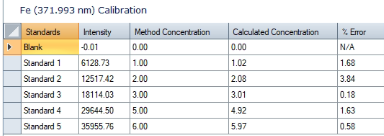 Fe (371.993 nm) Calibration
Standards Intensity Method Concentration Calculated Concentration % Error
Blank -0.01 0.00 0.00 N/A
Standard 1 6128.73 1.00 1.02 1.68
Standard 2 12517.42 2.00 2.08 3.84
Standard 3 18114.03 3.00 3.01 0.18
Standard 4 29644.50 5.00 4.92 1.63
Standard 5 35955.76 6.00 5.97 0.58